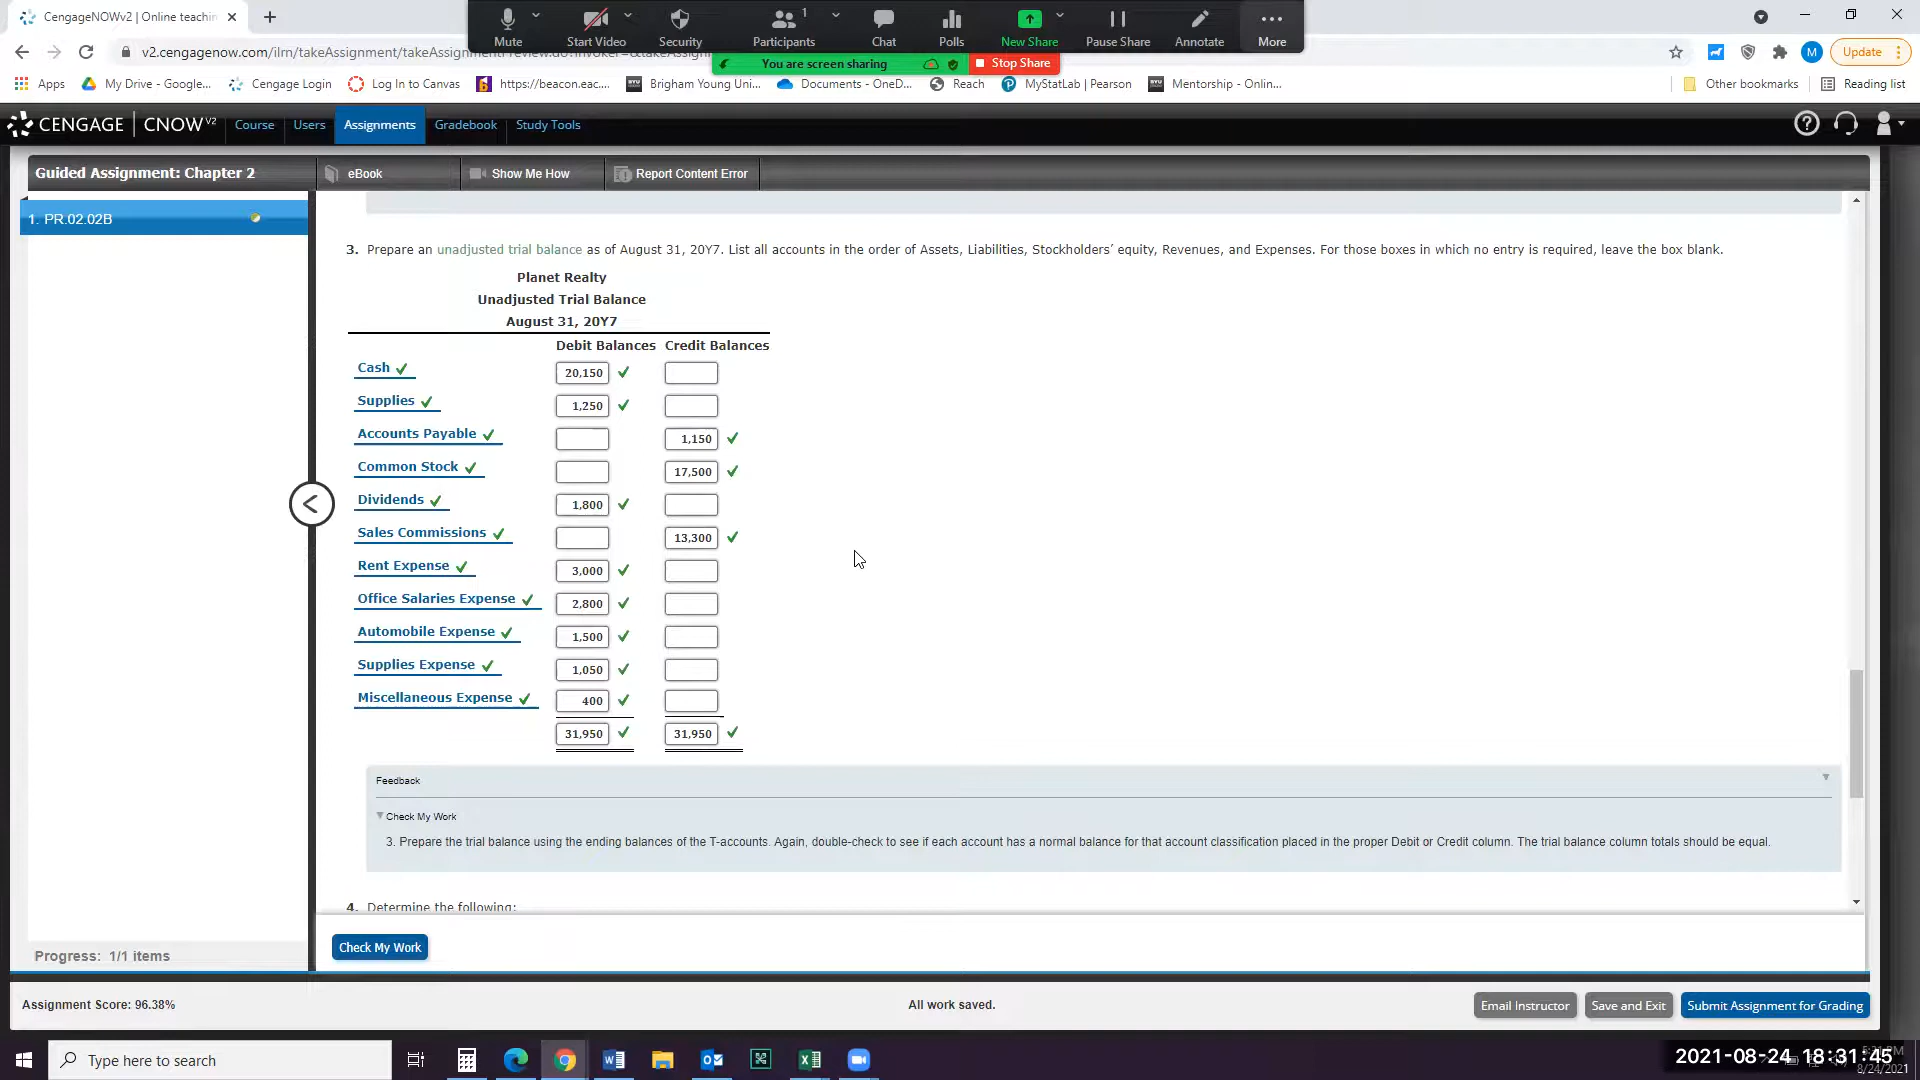 CengageNOWv2 | Online teachin
Mute
Start Video
Security
1
Participants
Chat
Polls
New Share
Pause Share
Annotate
More
v2.cengagenow.com/ilrn/takeAssignment/takeAssignm
Update
You are screen sharing
Stop Share
Apps
My Drive - Google...
Cengage Login
Log In to Canvas
https://beacon.eac....
BYU
Brigham Young Uni...
Documents - OneD...
Reach
MyStatLab | Pearson
BYU
Mentorship - Onlin...
Other bookmarks
Reading list
CENGAGE | CNOWv2
Course
Users
Assignments
Gradebook
Study Tools
Guided Assignment: Chapter 2
eBook
Show Me How
Report Content Error
1. PR.02.02B
3. Prepare an unadjusted trial balance as of August 31, 20Y7. List all accounts in the order of Assets, Liabilities, Stockholders' equity, Revenues, and Expenses. For those boxes in which no entry is required, leave the box blank.
Planet Realty
Unadjusted Trial Balance
August 31, 20Y7
Debit Balances Credit Balances
Cash 20,150
Supplies 1,250
Accounts Payable 1,150
Common Stock 17,500
Dividends 1,800
Sales Commissions 13,300
Rent Expense 3,000
Office Salaries Expense 2,800
Automobile Expense 1,500
Supplies Expense 1,050
Miscellaneous Expense 400
31,950 31,950
Feedback
Check My Work
3. Prepare the trial balance using the ending balances of the T-accounts. Again, double-check to see if each account has a normal balance for that account classification placed in the proper Debit or Credit column. The trial balance column totals should be equal.
4. Determine the following:
Check My Work
Progress: 1/1 items
Assignment Score: 96.38%
All work saved.
Email Instructor
Save and Exit
Submit Assignment for Grading
Type here to search
2021-08-24 18:31:45
8/24/2021